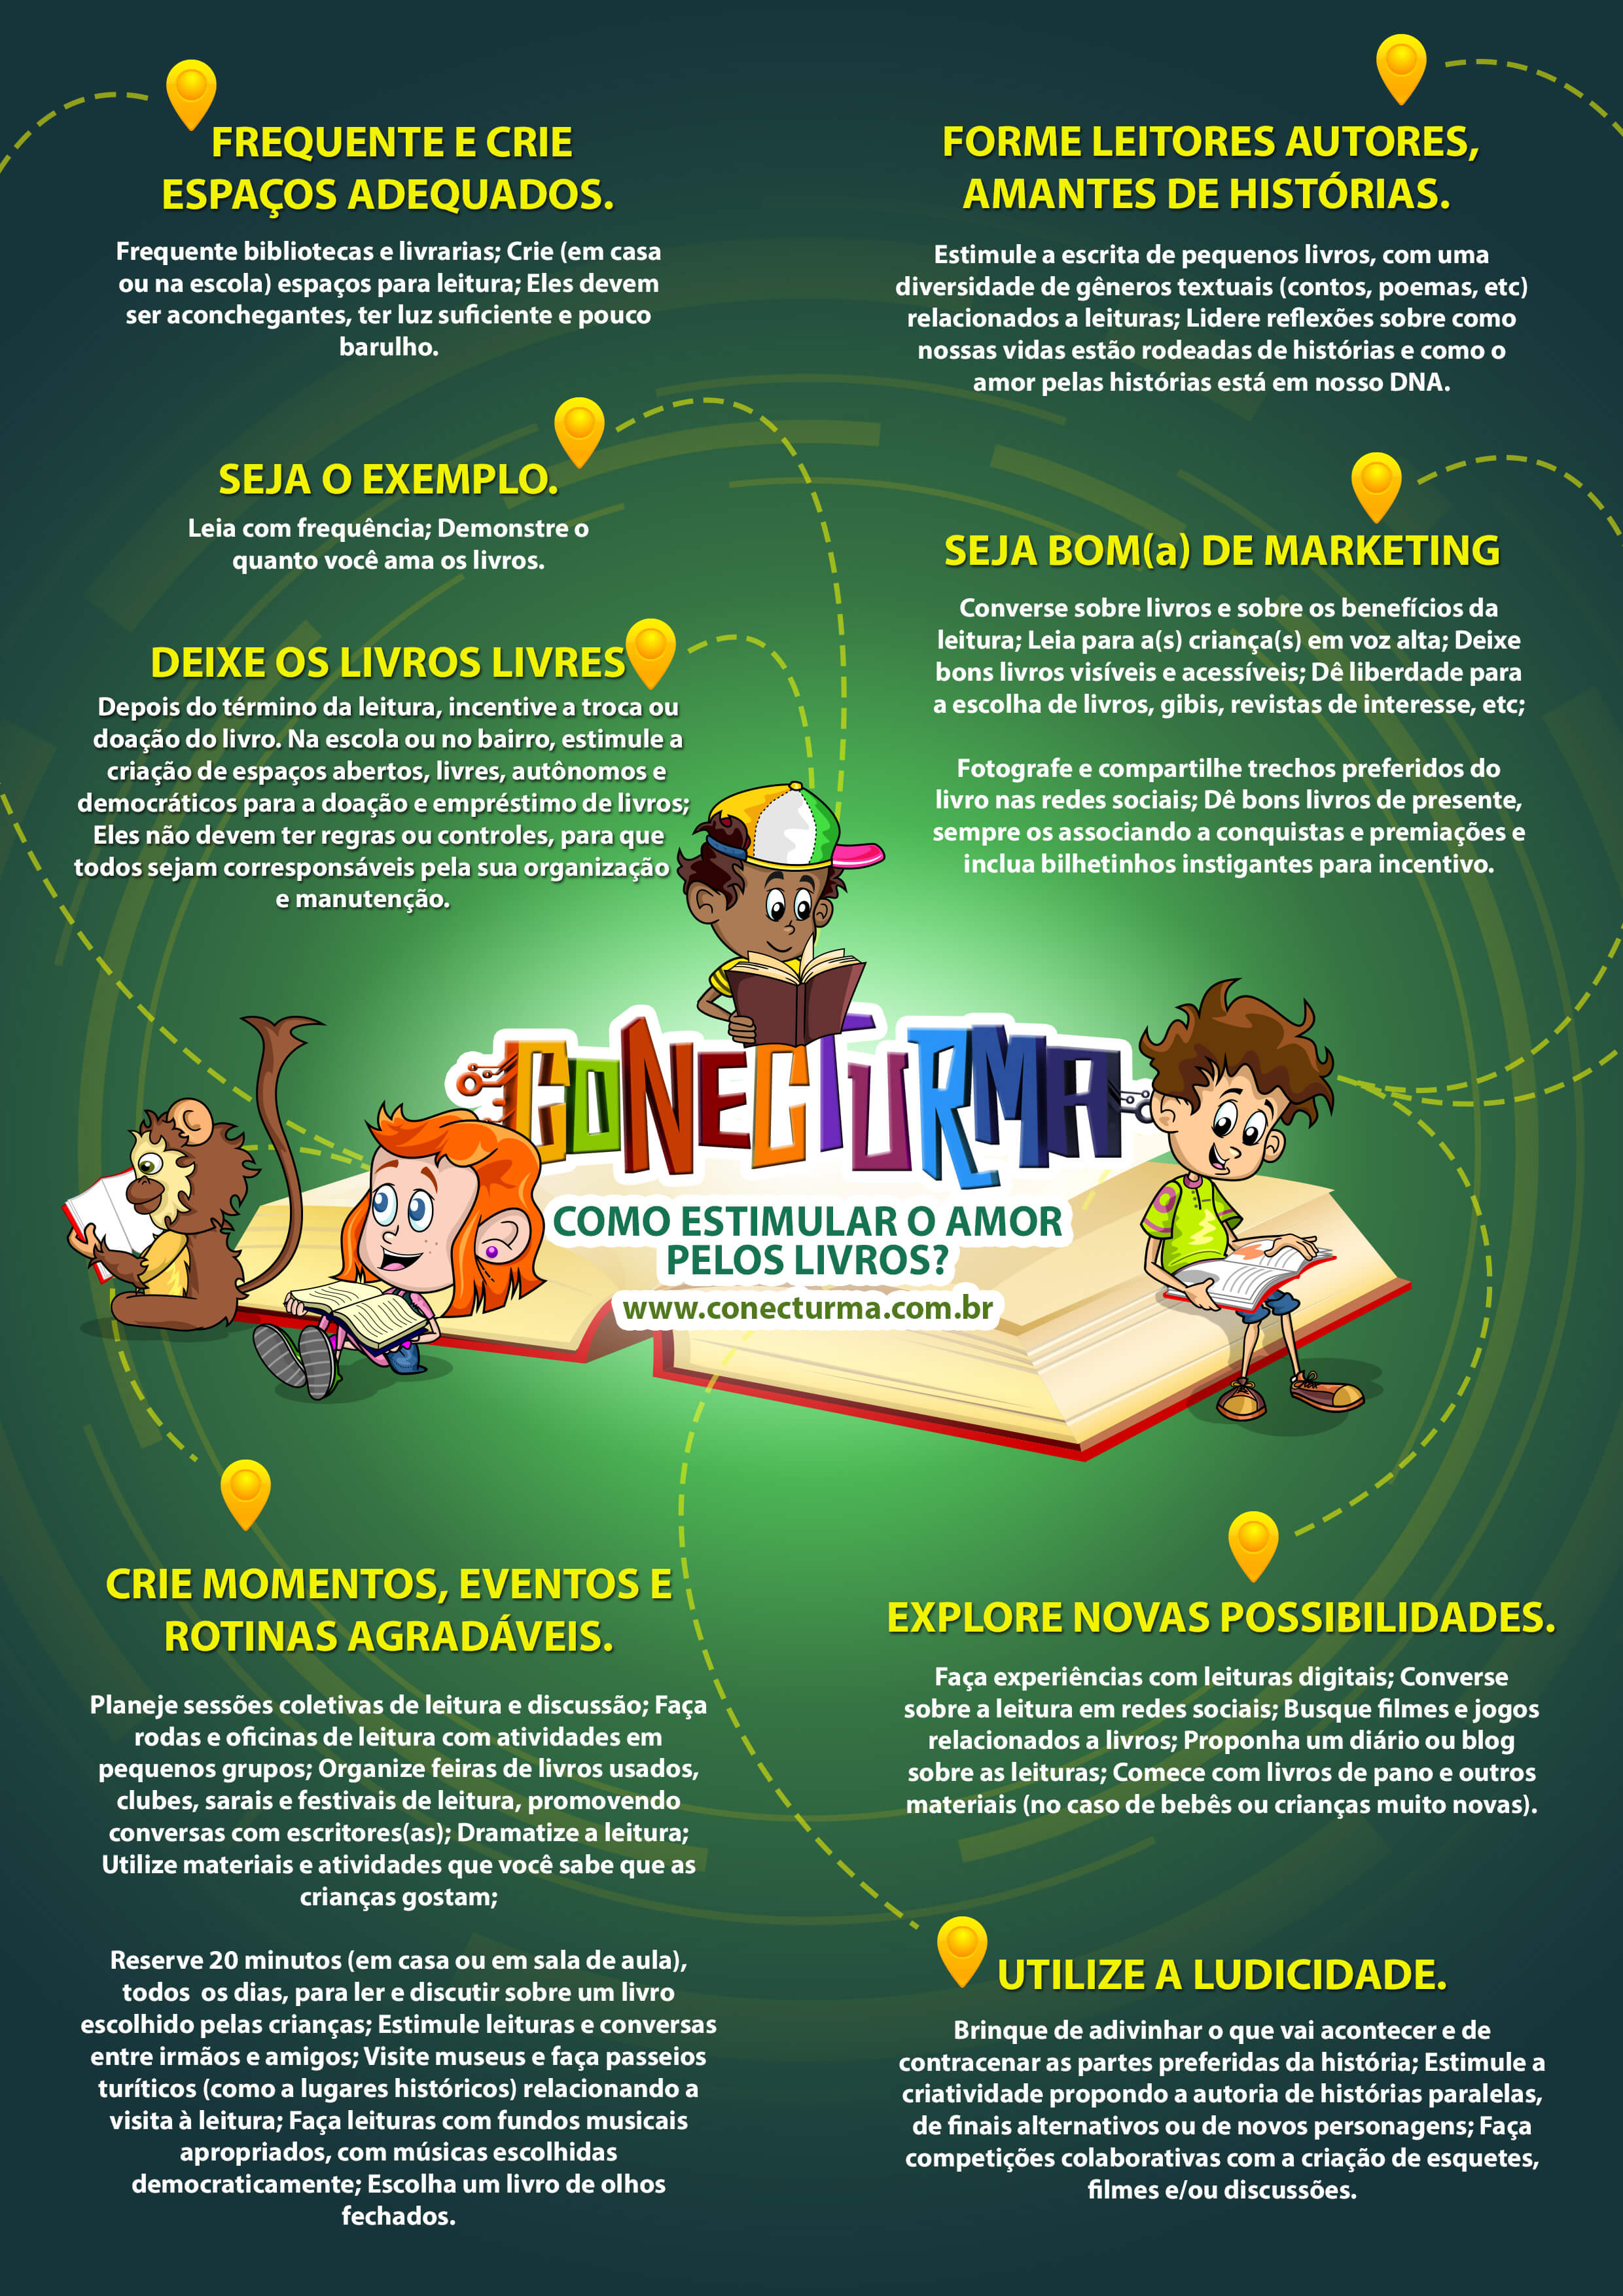 FREQUENTE E CRIE
ESPAÇOS ADEQUADOS.
Frequente bibliotecas e livrarias; Crie (em casa
ou na escola) espaços para leitura; Eles devem
ser aconchegantes, ter luz suficiente e pouco
barulho.
SEJA O EXEMPLO.
Leia com frequência; Demonstre o
quanto você ama os livros.
DEIXE OS LIVROS LIVRES
Depois do término da leitura, incentive a troca ou
doação do livro. Na escola ou no bairro, estimule a
criação de espaços abertos, livres, autônomos e
democráticos para a doação e empréstimo de livros;
Eles não devem ter regras ou controles, para que
todos sejam corresponsáveis pela sua organização
e manutenção.
FORME LEITORES AUTORES,
AMANTES DE HISTÓRIAS.
Estimule a escrita de pequenos livros, com uma
diversidade de gêneros textuais (contos, poemas, etc)
relacionados a leituras; Lidere reflexões sobre como
nossas vidas estão rodeadas de histórias e como o
amor pelas histórias está em nosso DNA.
SEJA BOM(a) DE MARKETING
Converse sobre livros e sobre os benefícios da
leitura; Leia para a(s) criança(s) em voz alta; Deixe
bons livros visíveis e acessíveis; Dê liberdade para
a escolha de livros, gibis, revistas de interesse, etc;
Fotografe e compartilhe trechos preferidos do
livro nas redes sociais; Dê bons livros de presente,
sempre os associando a conquistas e premiações e
inclua bilhetinhos instigantes para incentivo.
CONECTURMA
COMO ESTIMULAR O AMOR
PELOS LIVROS?
www.conecturma.com.br
CRIE MOMENTOS, EVENTOS E
ROTINAS AGRADÁVEIS.
Planeje sessões coletivas de leitura e discussão; Faça
rodas e oficinas de leitura com atividades em
pequenos grupos; Organize feiras de livros usados,
clubes, sarais e festivais de leitura, promovendo
conversas com escritores(as); Dramatize a leitura;
Utilize materiais e atividades que você sabe que as
crianças gostam;
Reserve 20 minutos (em casa ou em sala de aula),
todos os dias, para ler e discutir sobre um livro
escolhido pelas crianças; Estimule leituras e conversas
entre irmãos e amigos; Visite museus e faça passeios
turíticos (como a lugares históricos) relacionando a
visita à leitura; Faça leituras com fundos musicais
apropriados, com músicas escolhidas
democraticamente; Escolha um livro de olhos
fechados.
EXPLORE NOVAS POSSIBILIDADES.
Faça experiências com leituras digitais; Converse
sobre a leitura em redes sociais; Busque filmes e jogos
relacionados a livros; Proponha um diário ou blog
sobre as leituras; Comece com livros de pano e outros
materiais (no caso de bebês ou crianças muito novas).
UTILIZE A LUDICIDADE.
Brinque de adivinhar o que vai acontecer e de
contracenar as partes preferidas da história; Estimule a
criatividade propondo a autoria de histórias paralelas,
de finais alternativos ou de novos personagens; Faça
competições colaborativas com a criação de esquetes,
filmes e/ou discussões.